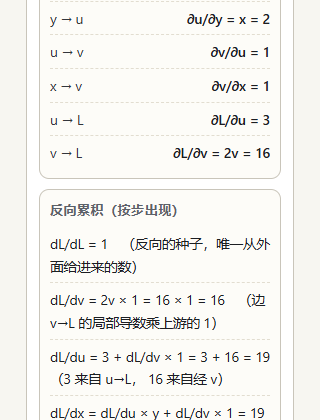 y → u ∂u/∂y = x = 2
u → v ∂v/∂u = 1
x → v ∂v/∂x = 1
u → L ∂L/∂u = 3
v → L ∂L/∂v = 2v = 16
反向累积（按步出现）
dL/dL = 1 （反向的种子，唯一从外
面给进来的数）
dL/dv = 2v × 1 = 16 × 1 = 16 （边
v→L 的局部导数乘上游的 1）
dL/du = 3 + dL/dv × 1 = 3 + 16 = 19
（3 来自 u→L， 16 来自经 v）
dL/dx = dL/du × y + dL/dv × 1 = 19